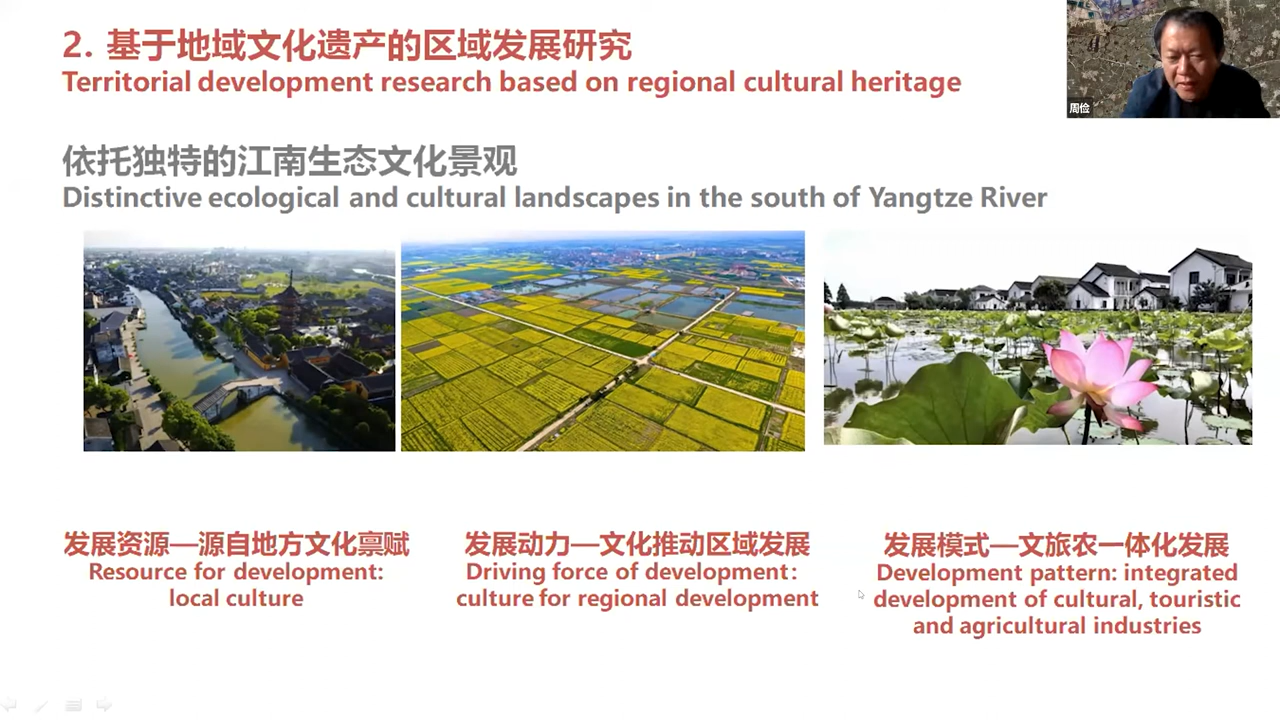 2. 基于地域文化遗产的区域发展研究
Territorial development research based on regional cultural heritage
周俭
依托独特的江南生态文化景观
Distinctive ecological and cultural landscapes in the south of Yangtze River
发展资源—源自地方文化禀赋
Resource for development:
local culture
发展动力—文化推动区域发展
Driving force of development:
culture for regional development
发展模式—文旅农一体化发展
Development pattern: integrated
development of cultural, touristic
and agricultural industries